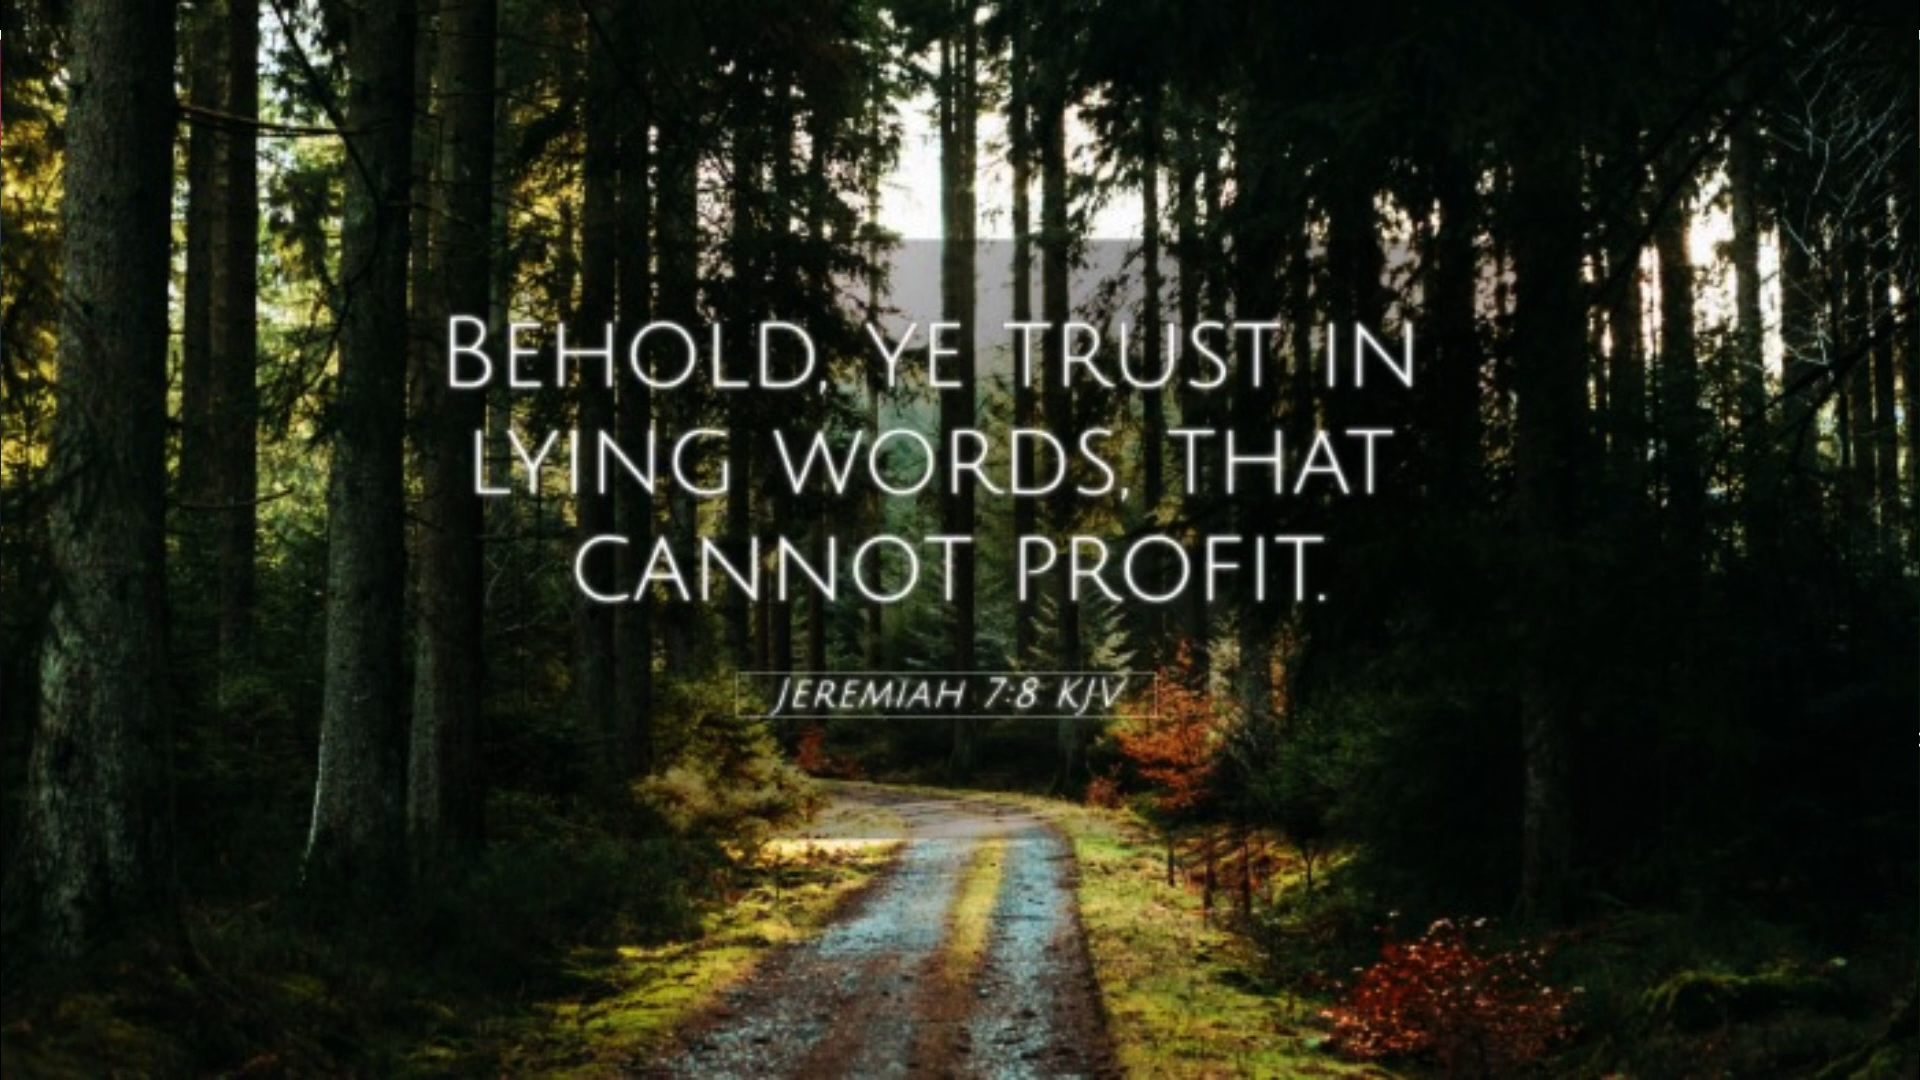 Behold, ye trust in
lying words, that
cannot profit.
Jeremiah 7:8 KJV